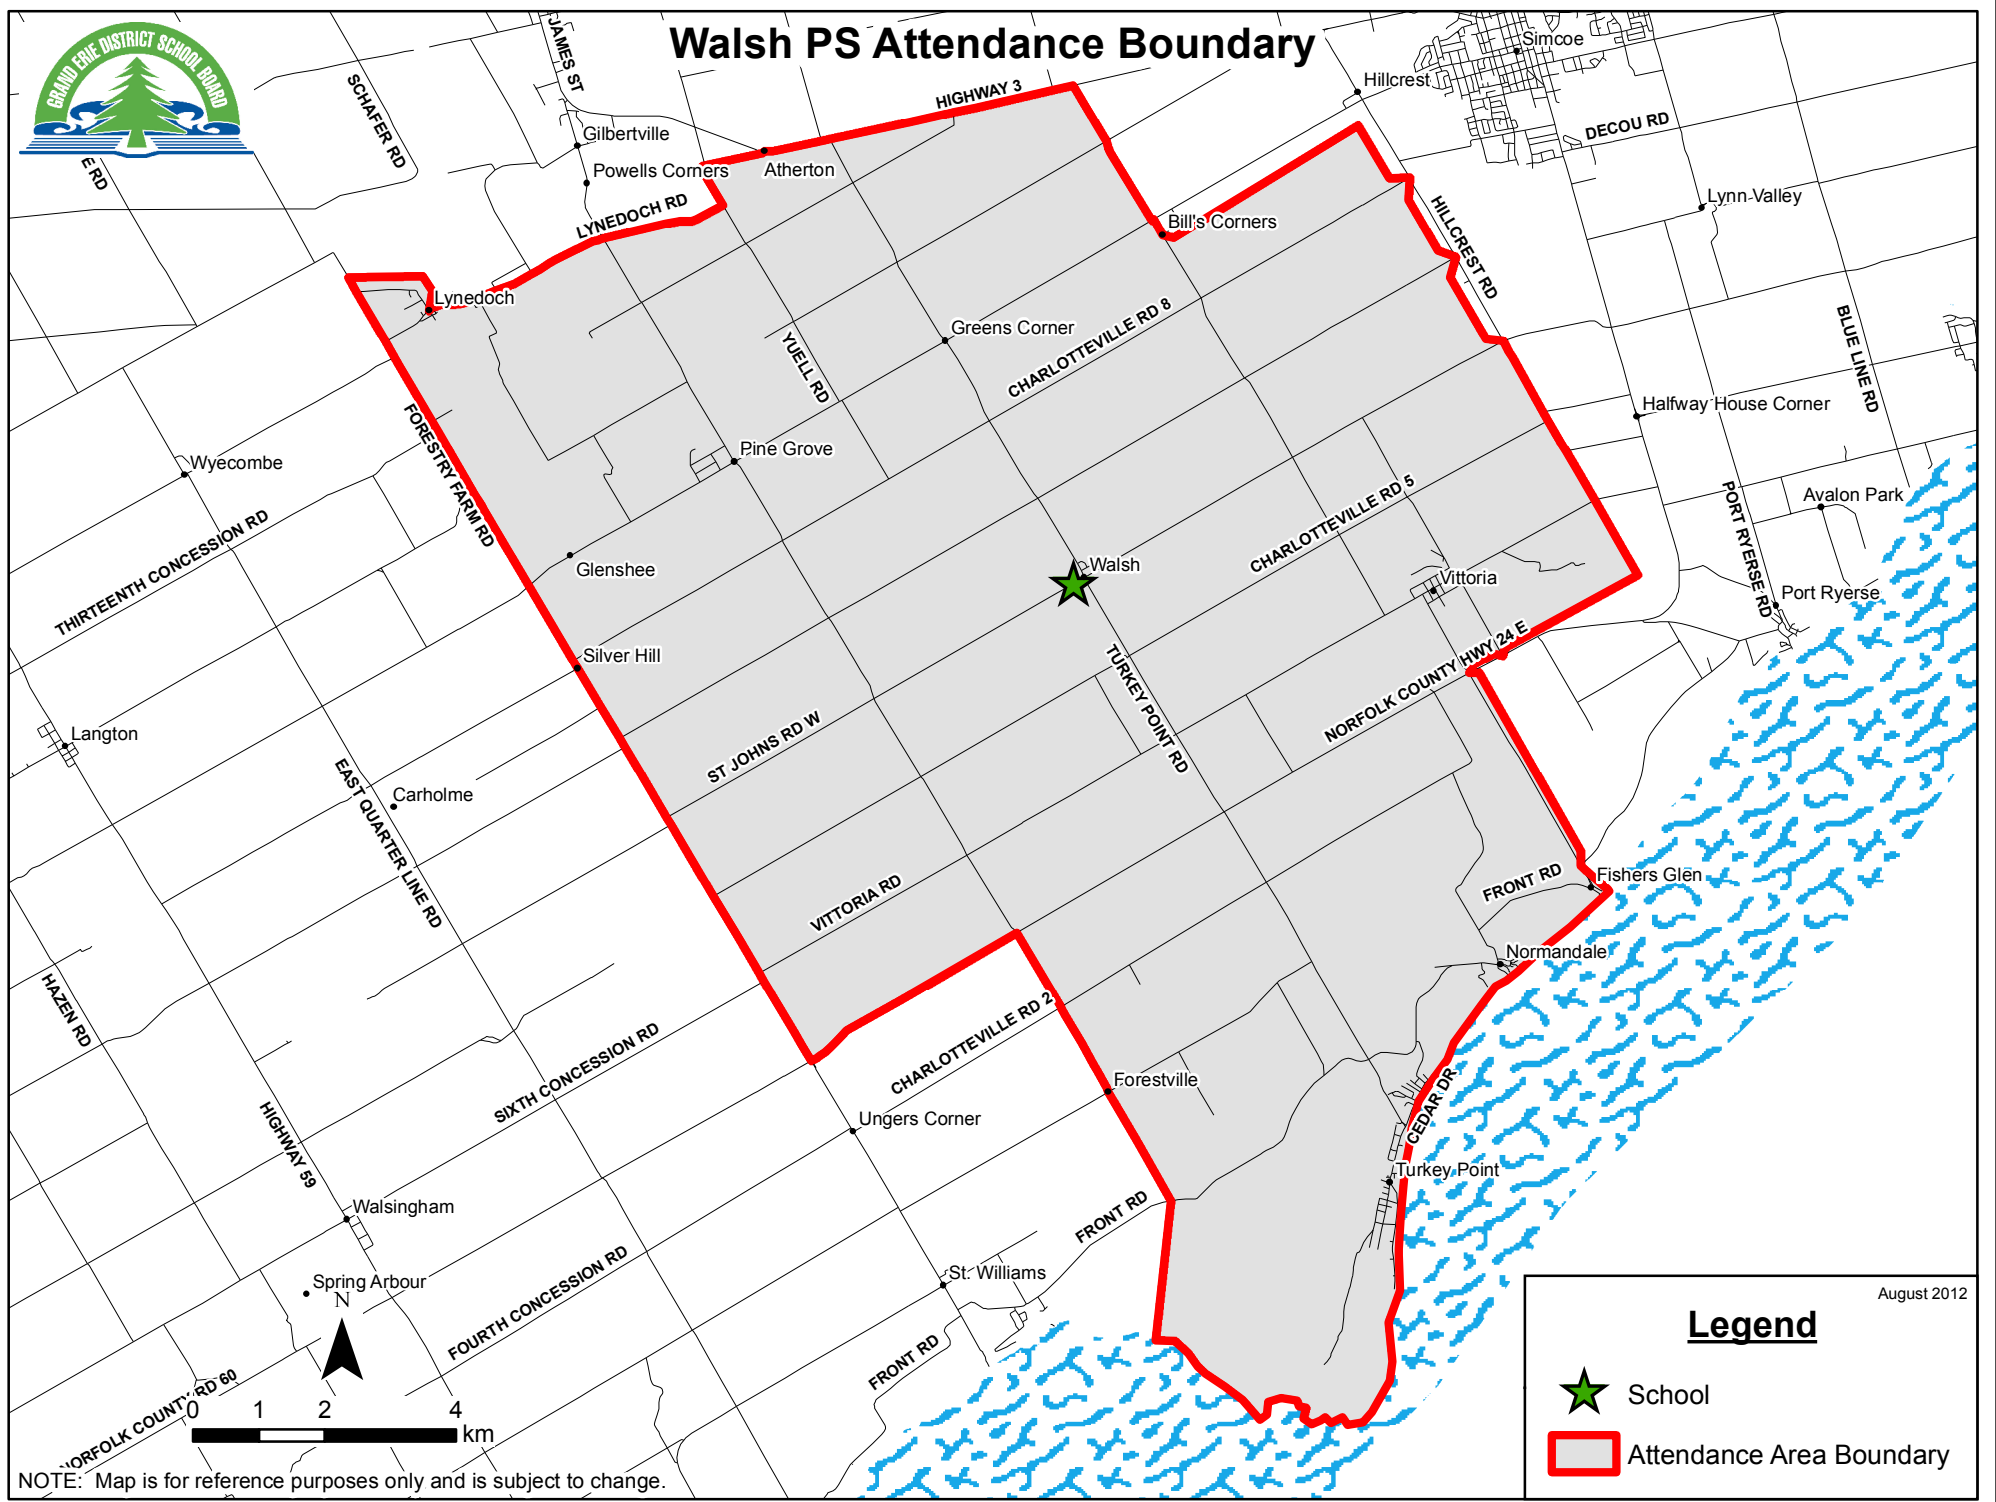 Walsh PS Attendance Boundary
GRAND ERIE DISTRICT SCHOOL BOARD
JAMES ST
SCHAFER RD
E RD
HIGHWAY 3
Simcoe
Hillcrest
DECOU RD
Gilbertville
Powells Corners
Atherton
LYNEDOCH RD
Lynn Valley
Bill's Corners
HILLCREST RD
Lynedoch
Greens Corner
CHARLOTTEVILLE RD 8
YUELL RD
BLUE LINE RD
Halfway House Corner
FORESTRY FARM RD
Pine Grove
Wyecombe
CHARLOTTEVILLE RD 5
PORT RYERSE RD
Avalon Park
THIRTEENTH CONCESSION RD
Glenshee
Walsh
Vittoria
Port Ryerse
Silver Hill
NORFOLK COUNTY HWY 24 E
TURKEY POINT RD
Langton
ST JOHNS RD W
EAST QUARTER LINE RD
Carholme
VITTORIA RD
FRONT RD
Fishers Glen
Normandale
HAZEN RD
SIXTH CONCESSION RD
CHARLOTTEVILLE RD 2
Forestville
CEDAR DR
Ungers Corner
HIGHWAY 59
Turkey Point
Walsingham
FRONT RD
St. Williams
Spring Arbour
N
FOURTH CONCESSION RD
FRONT RD
NORFOLK COUNTY RD 60
0 1 2 4
km
NOTE: Map is for reference purposes only and is subject to change.
August 2012
Legend
School
Attendance Area Boundary